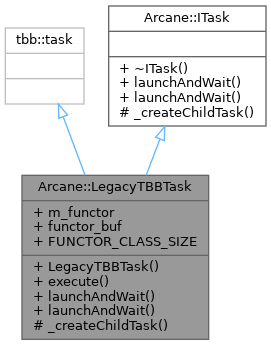 tbb::task
Arcane::ITask
+ ~ITask()
+ launchAndWait()
+ launchAndWait()
# _createChildTask()
Arcane::LegacyTBBTask
+ m_functor
+ functor_buf
+ FUNCTOR_CLASS_SIZE
+ LegacyTBBTask()
+ execute()
+ launchAndWait()
+ launchAndWait()
# _createChildTask()